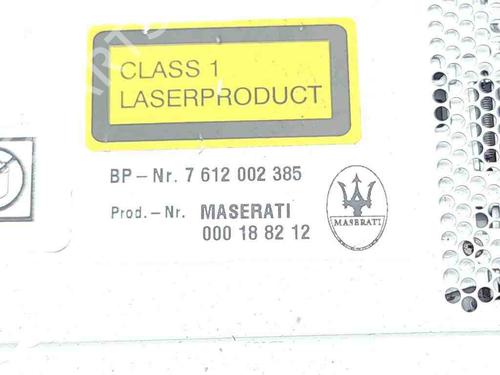 CLASS 1
LASERPRODUCT
BP-Nr. 7 612 002 385
Prod.-Nr. MASERATI
000 18 82 12
MASERATI